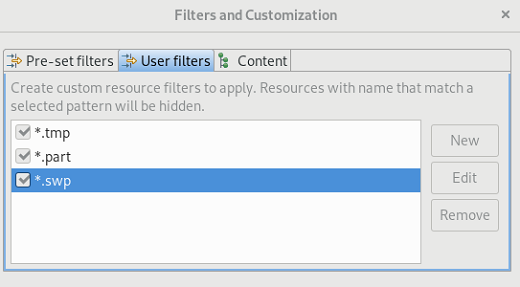 Filters and Customization
Pre-set filters
User filters
Content
Create custom resource filters to apply. Resources with name that match a
selected pattern will be hidden.
*.tmp
*.part
*.swp
New
Edit
Remove